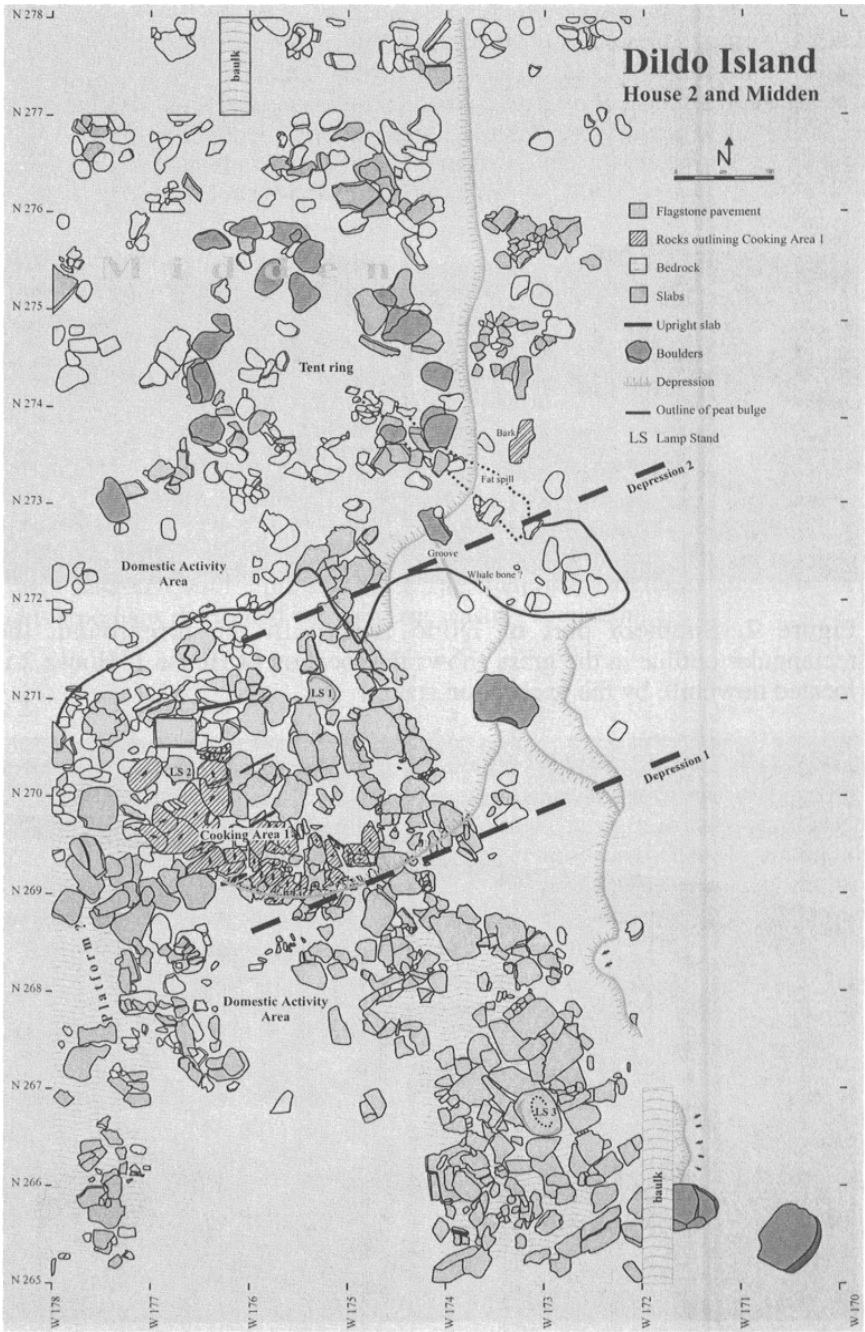 Dildo Island
House 2 and Midden
N
Flagstone pavement
Rocks outlining Cooking Area 1
Bedrock
Slabs
Upright slab
Boulders
Depression
Outline of peat bulge
LS Lamp Stand
N 278
N 277
N 276
N 275
N 274
N 273
N 272
N 271
N 270
N 269
N 268
N 267
N 266
N 265
baulk
Midden
Tent ring
Bark
Fat spill
Depression 2
Groove
Domestic Activity
Area
Whale bone ?
LS 1
LS 2
Depression 1
Cooking Area 1
Platform ?
Domestic Activity
Area
LS 3
baulk
W 178
W 177
W 176
W 175
W 174
W 173
W 172
W 171
W 170